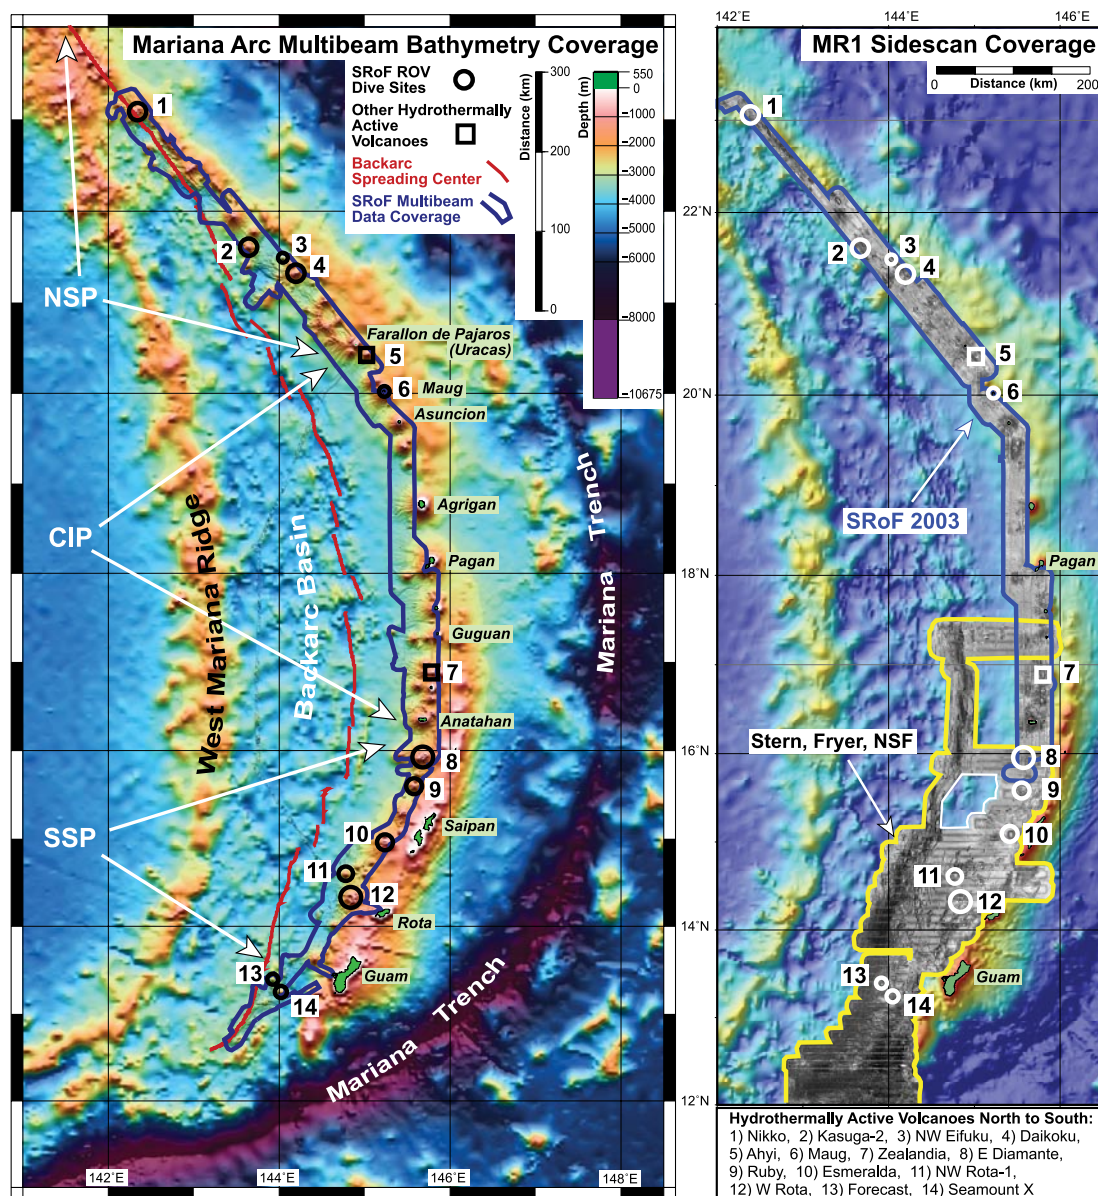 Mariana Arc Multibeam Bathymetry Coverage
SRoF ROV
Dive Sites
Other Hydrothermally
Active
Volcanoes
Backarc
Spreading Center
SRoF Multibeam
Data Coverage
Distance (km)
300
200
100
0
Depth (m)
550
0
−1000
−2000
−3000
−4000
−5000
−6000
−8000
−10675
1
2
3
4
NSP
Farallon de Pajaros
(Uracas)
5
6
Maug
Asuncion
Agrigan
CIP
Pagan
Guguan
7
Anatahan
West Mariana Ridge
Backarc Basin
Mariana Trench
8
9
SSP
10
Saipan
11
12
Rota
13
Guam
14
Mariana Trench
142°E
144°E
146°E
148°E
22°N
20°N
18°N
16°N
14°N
12°N
142°E
144°E
146°E
MR1 Sidescan Coverage
0
Distance (km)
200
1
2
3
4
5
6
SRoF 2003
Pagan
7
Stern, Fryer, NSF
8
9
10
11
12
13
Guam
14
Hydrothermally Active Volcanoes North to South:
1) Nikko, 2) Kasuga-2, 3) NW Eifuku, 4) Daikoku,
5) Ahyi, 6) Maug, 7) Zealandia, 8) E Diamante,
9) Ruby, 10) Esmeralda, 11) NW Rota-1,
12) W Rota, 13) Forecast, 14) Seamount X